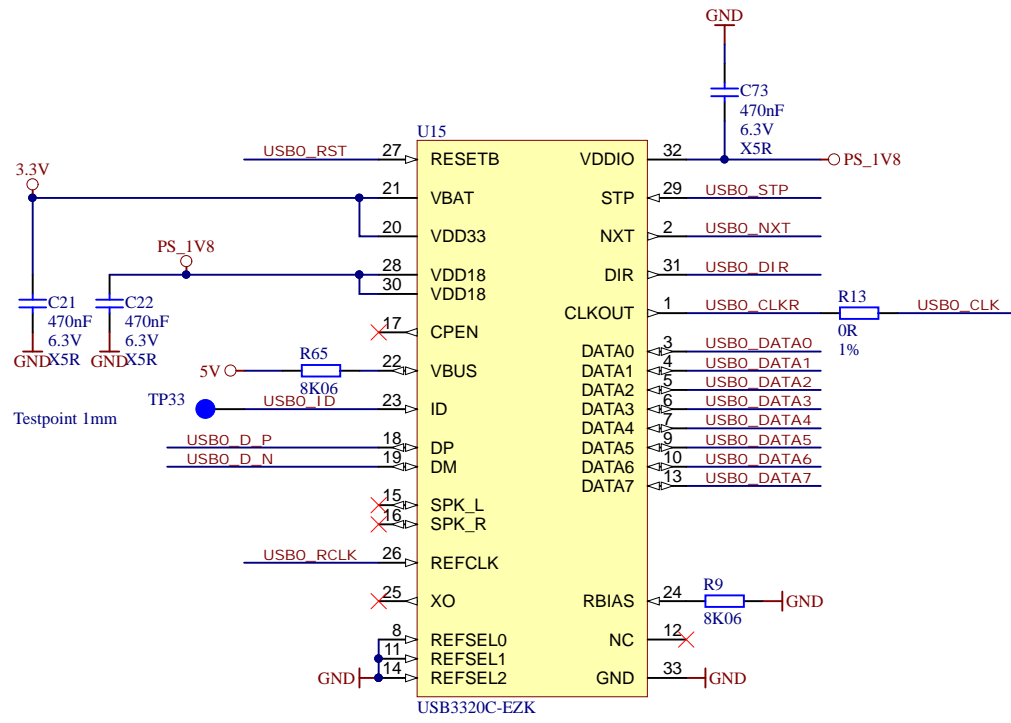 GND
C73
470nF
6.3V
X5R
U15
USB0_RST 27 RESETB VDDIO 32 PS_1V8
3.3V 21 VBAT STP 29 USB0_STP
20 VDD33 NXT 2 USB0_NXT
PS_1V8 28 VDD18 DIR 31 USB0_DIR
30 VDD18 CLKOUT 1 USB0_CLKR R13 USB0_CLK
0R
1%
C21
470nF
6.3V
X5R
GND
C22
470nF
6.3V
X5R
GND
17 CPEN DATA0 3 USB0_DATA0
5V R65 22 VBUS DATA1 4 USB0_DATA1
8K06
DATA2 5 USB0_DATA2
TP33 USB0_ID 23 ID DATA3 6 USB0_DATA3
Testpoint 1mm
DATA4 7 USB0_DATA4
USB0_D_P 18 DP DATA5 9 USB0_DATA5
USB0_D_N 19 DM DATA6 10 USB0_DATA6
DATA7 13 USB0_DATA7
15 SPK_L
16 SPK_R
USB0_RCLK 26 REFCLK
25 XO RBIAS 24 R9 GND
8K06
8 REFSEL0 NC 12
11 REFSEL1
GND 14 REFSEL2 GND 33 GND
USB3320C-EZK